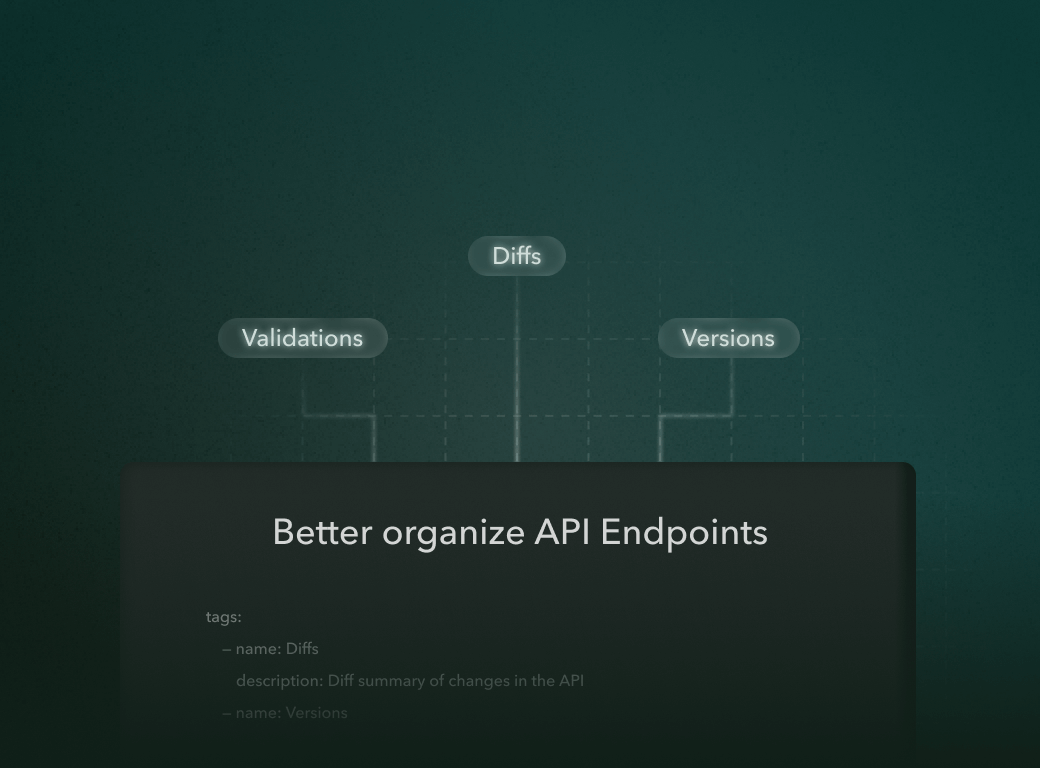 Diffs
Validations
Versions
Better organize API Endpoints
tags:
– name: Diffs
description: Diff summary of changes in the API
– name: Versions